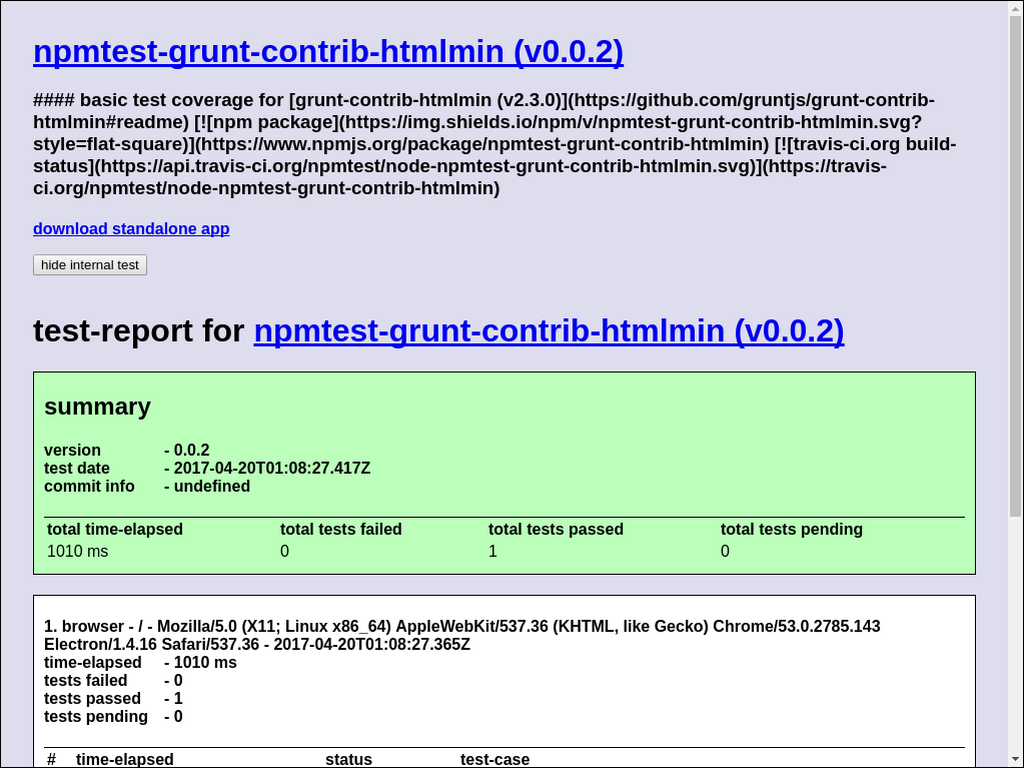 npmtest-grunt-contrib-htmlmin (v0.0.2)
#### basic test coverage for [grunt-contrib-htmlmin (v2.3.0)](https://github.com/gruntjs/grunt-contrib-
htmlmin#readme) [![npm package](https://img.shields.io/npm/v/npmtest-grunt-contrib-htmlmin.svg?
style=flat-square)](https://www.npmjs.org/package/npmtest-grunt-contrib-htmlmin) [![travis-ci.org build-
status](https://api.travis-ci.org/npmtest/node-npmtest-grunt-contrib-htmlmin.svg)](https://travis-
ci.org/npmtest/node-npmtest-grunt-contrib-htmlmin)
download standalone app
hide internal test
test-report for npmtest-grunt-contrib-htmlmin (v0.0.2)
summary
version - 0.0.2
test date - 2017-04-20T01:08:27.417Z
commit info - undefined
total time-elapsed total tests failed total tests passed total tests pending
1010 ms 0 1 0
1. browser - / - Mozilla/5.0 (X11; Linux x86_64) AppleWebKit/537.36 (KHTML, like Gecko) Chrome/53.0.2785.143
Electron/1.4.16 Safari/537.36 - 2017-04-20T01:08:27.365Z
time-elapsed - 1010 ms
tests failed - 0
tests passed - 1
tests pending - 0
# time-elapsed status test-case